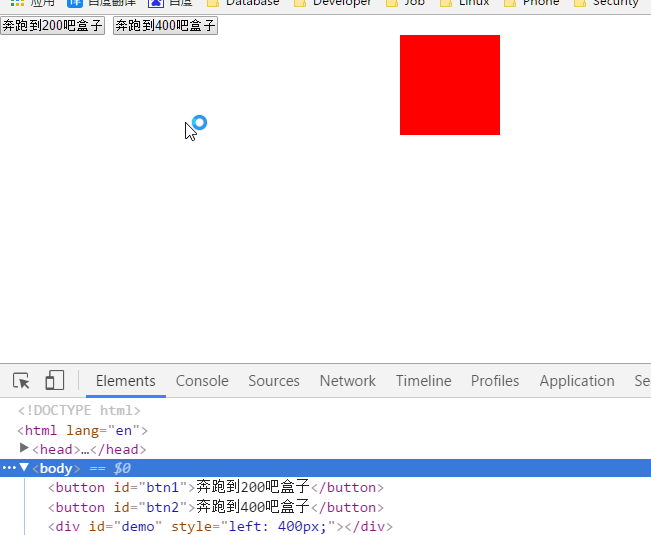 应用 百度翻译 百度 Database Developer Job Linux Phone Security
奔跑到200吧盒子 奔跑到400吧盒子
Elements Console Sources Network Timeline Profiles Application Se
<!DOCTYPE html>
<html lang="en">
<head>…</head>
<body> == $0
<button id="btn1">奔跑到200吧盒子</button>
<button id="btn2">奔跑到400吧盒子</button>
<div id="demo" style="left: 400px;"></div>